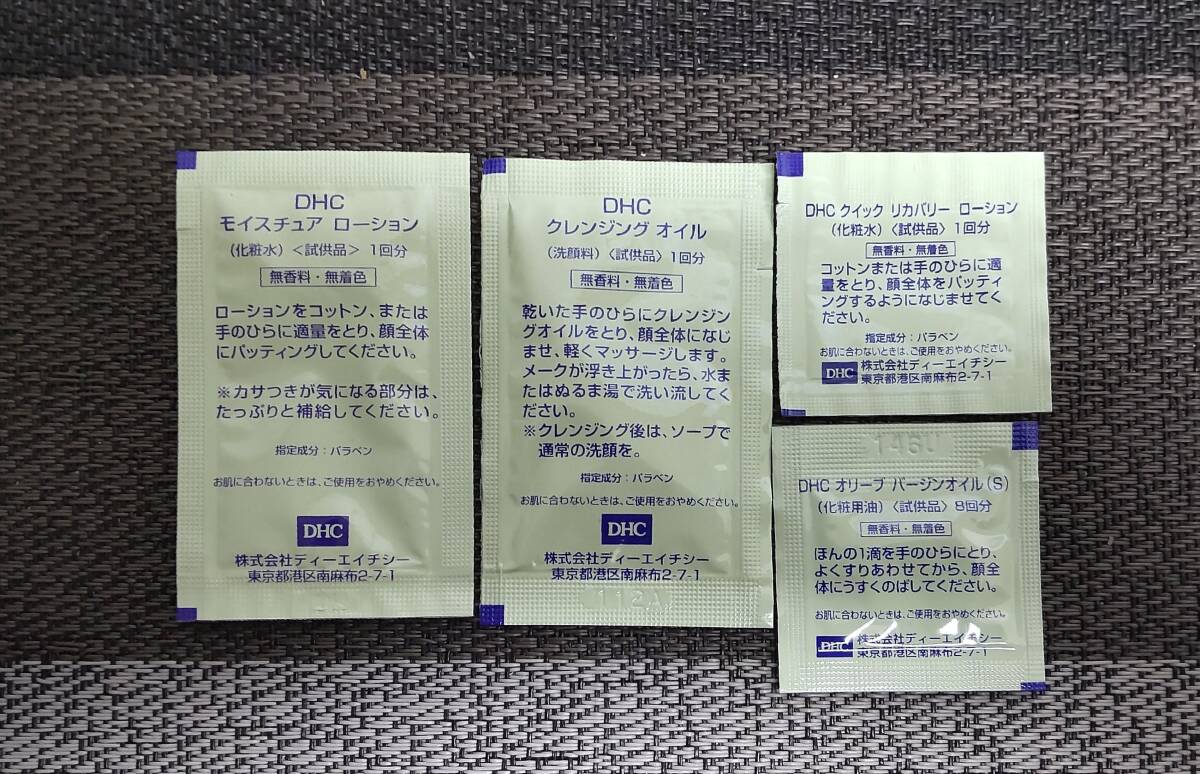 DHC
モイスチュア ローション
(化粧水) <試供品> 1回分
無香料・無着色
ローションをコットン、または
手のひらに適量をとり、顔全体
にパッティングしてください。
※カサつきが気になる部分は、
たっぷりと補給してください。
指定成分：パラベン
お肌に合わないときは、ご使用をおやめください。
DHC
株式会社ディーエイチシー
東京都港区南麻布2-7-1
DHC
クレンジング オイル
(洗顔料) <試供品> 1回分
無香料・無着色
乾いた手のひらにクレンジン
グオイルをとり、顔全体になじ
ませ、軽くマッサージします。
メークが浮き上がったら、水ま
たはぬるま湯で洗い流してく
ださい。
※クレンジング後は、ソープで
通常の洗顔を。
指定成分：パラベン
お肌に合わないときは、ご使用をおやめください。
DHC
株式会社ディーエイチシー
東京都港区南麻布2-7-1
DHC クイック リカバリー ローション
(化粧水) <試供品> 1回分
無香料・無着色
コットンまたは手のひらに適
量をとり、顔全体をパッティ
ングするようになじませてく
ださい。
指定成分：パラベン
お肌に合わないときは、ご使用をおやめください。
DHC 株式会社ディーエイチシー
東京都港区南麻布2-7-1
146U
DHC オリーブ バージンオイル(S)
(化粧用油) <試供品> 8回分
無香料・無着色
ほんの1滴を手のひらにとり、
よくすりあわせてから、顔全
体にうすくのばしてください。
お肌に合わないときは、ご使用をおやめください。
DHC 株式会社ディーエイチシー
東京都港区南麻布2-7-1